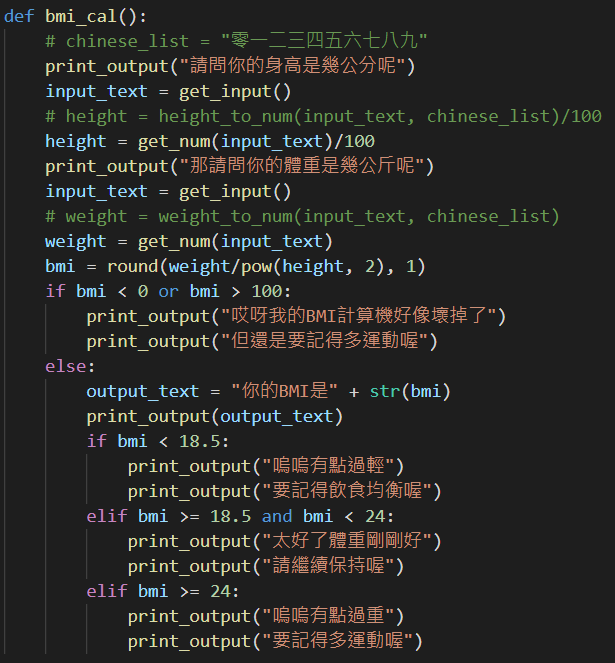 def bmi_cal():
    # chinese_list = "零一二三四五六七八九"
    print_output("請問你的身高是幾公分呢")
    input_text = get_input()
    # height = height_to_num(input_text, chinese_list)/100
    height = get_num(input_text)/100
    print_output("那請問你的體重是幾公斤呢")
    input_text = get_input()
    # weight = weight_to_num(input_text, chinese_list)
    weight = get_num(input_text)
    bmi = round(weight/pow(height, 2), 1)
    if bmi < 0 or bmi > 100:
        print_output("哎呀我的BMI計算機好像壞掉了")
        print_output("但還是要記得多運動喔")
    else:
        output_text = "你的BMI是" + str(bmi)
        print_output(output_text)
        if bmi < 18.5:
            print_output("嗚嗚有點過輕")
            print_output("要記得飲食均衡喔")
        elif bmi >= 18.5 and bmi < 24:
            print_output("太好了體重剛剛好")
            print_output("請繼續保持喔")
        elif bmi >= 24:
            print_output("嗚嗚有點過重")
            print_output("要記得多運動喔")